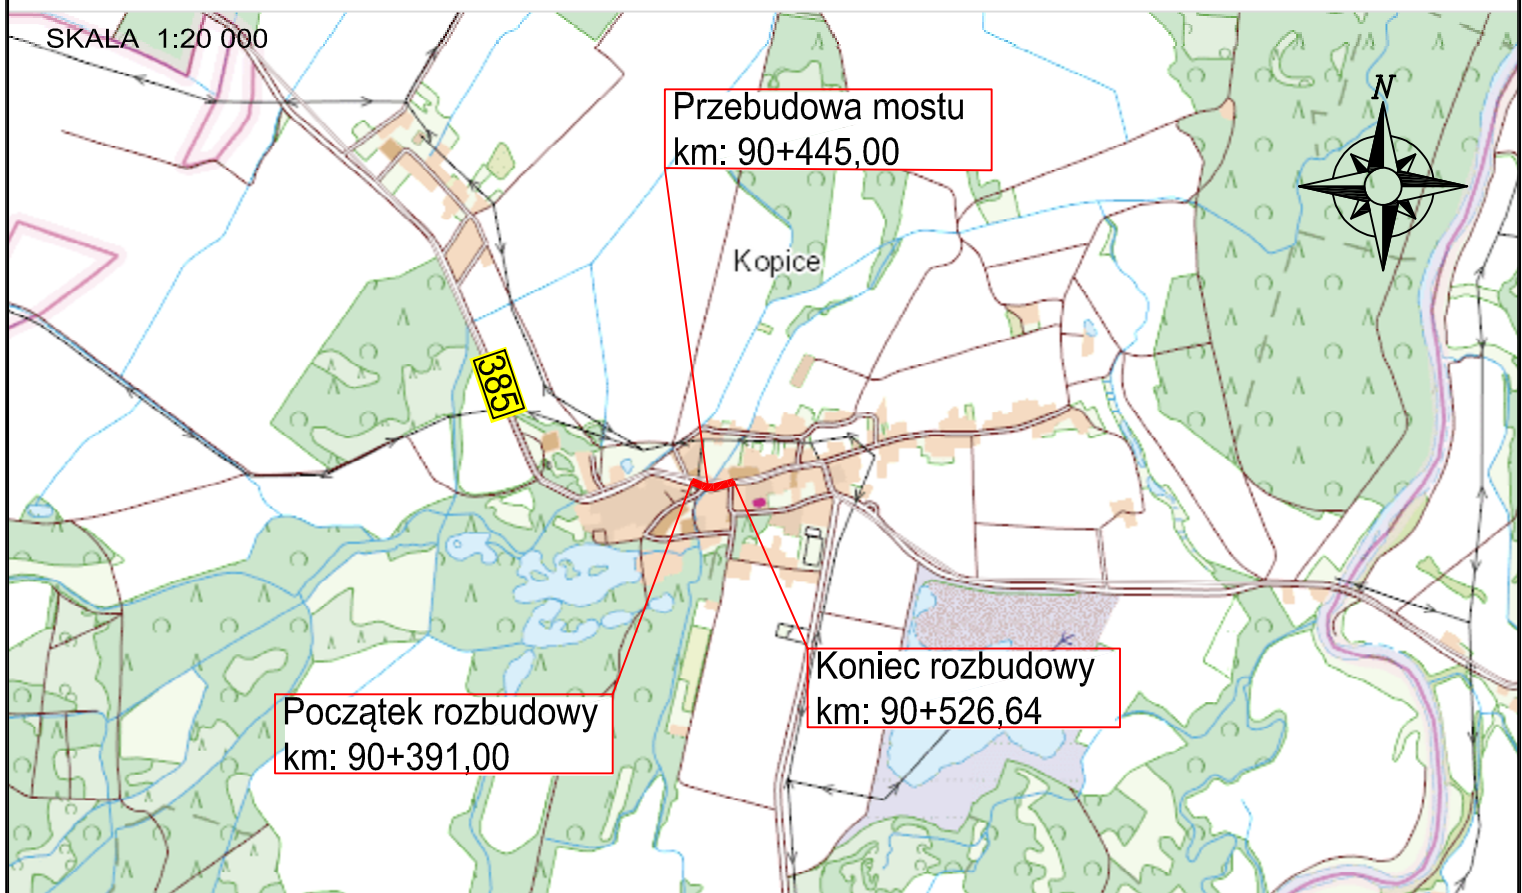 SKALA 1:20 000
N
Przebudowa mostu
km: 90+445,00
Kopice
385
Koniec rozbudowy
km: 90+526,64
Początek rozbudowy
km: 90+391,00